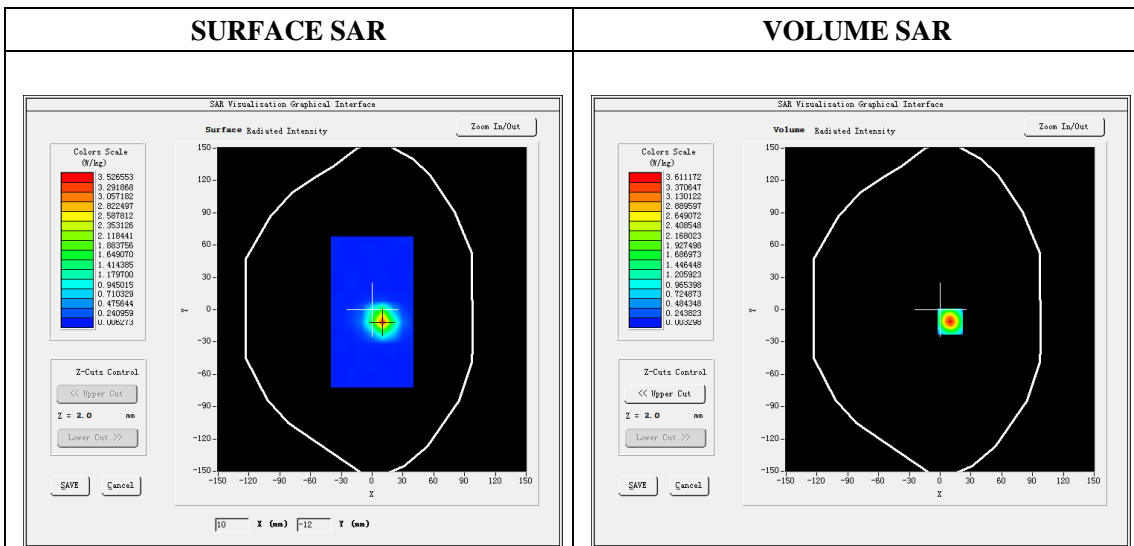 SURFACE SAR
VOLUME SAR
SAR Visualisation Graphical Interface
Surface Radiated Intensity
Zoom In/Out
Colors Scale
(W/kg)
3.526553
3.291868
3.057182
2.822497
2.587812
2.353126
2.118441
1.883756
1.649070
1.414385
1.179700
0.945015
0.710329
0.475644
0.240959
0.006273
Z-Cuts Control
<< Upper Cut
Z = 2.0 mm
Lower Cut >>
SAVE
Cancel
150
120
90
60
30
0
-30
-60
-90
-120
-150
Y
-150 -120 -90 -60 -30 0 30 60 90 120 150
X
10 X (mm) -12 Y (mm)
SAR Visualisation Graphical Interface
Volume Radiated Intensity
Zoom In/Out
Colors Scale
(W/kg)
3.611172
3.370647
3.130122
2.889597
2.649072
2.408548
2.168023
1.927498
1.686973
1.446448
1.205923
0.965398
0.724873
0.484348
0.243823
0.003298
Z-Cuts Control
<< Upper Cut
Z = 2.0 mm
Lower Cut >>
SAVE
Cancel
150
120
90
60
30
0
-30
-60
-90
-120
-150
Y
-150 -120 -90 -60 -30 0 30 60 90 120 150
X